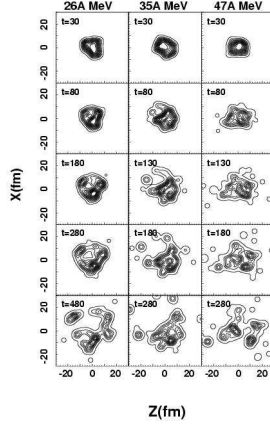 26A MeV 35A MeV 47A MeV
20 t=30 t=30 t=30
0
-20
20 t=80 t=80 t=80
0
-20
20 t=180 t=130 t=130
X(fm)
0
-20
20 t=280 t=180 t=180
0
-20
20 t=480 t=280 t=280
0
-20
-20 0 20 -20 0 20 -20 0 20
Z(fm)